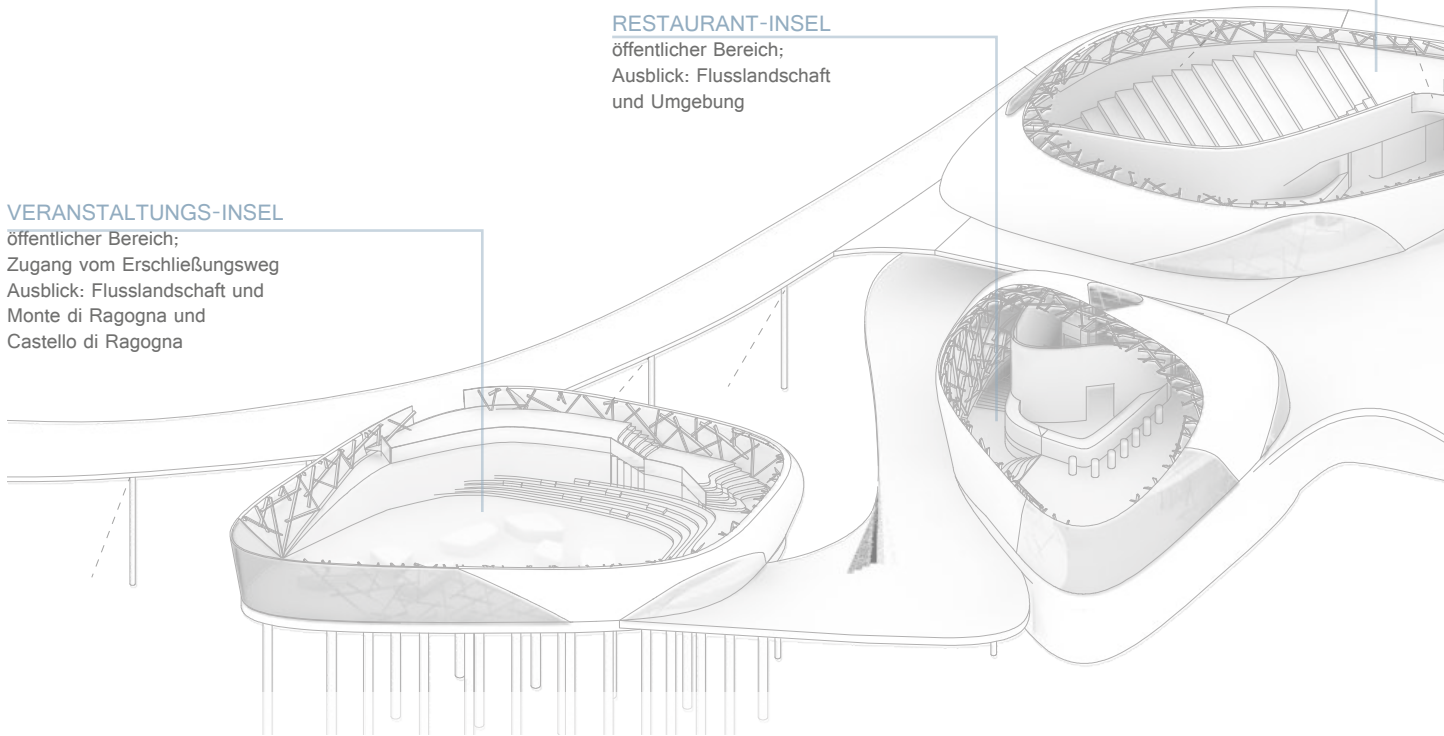 RESTAURANT-INSEL
öffentlicher Bereich;
Ausblick: Flusslandschaft
und Umgebung
VERANSTALTUNGS-INSEL
öffentlicher Bereich;
Zugang vom Erschließungsweg
Ausblick: Flusslandschaft und
Monte di Ragogna und
Castello di Ragogna